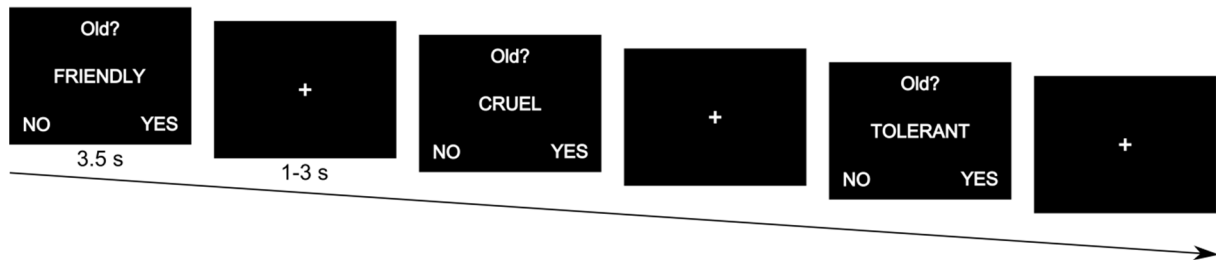 Old?
FRIENDLY
NO YES
3.5 s
+
1-3 s
Old?
CRUEL
NO YES
+
Old?
TOLERANT
NO YES
+